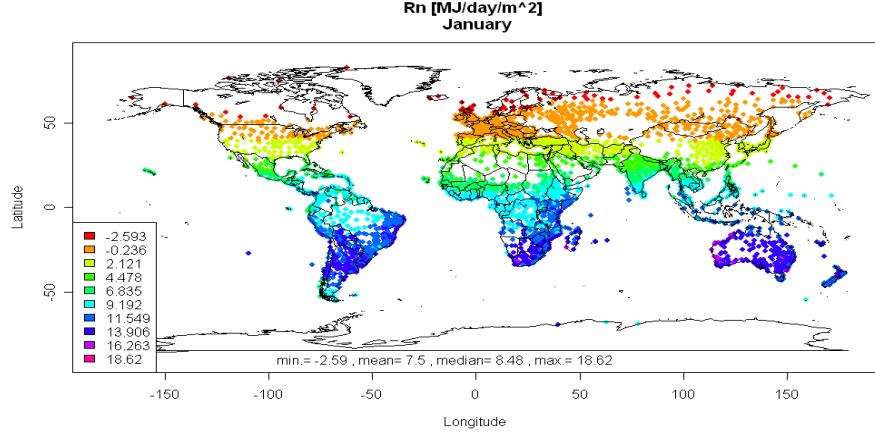 Rn [MJ/day/m^2]
January
Latitude
50
0
-50
-2.593
-0.236
2.121
4.478
6.835
9.192
11.549
13.906
16.263
18.62
min.= -2.59 , mean= 7.5 , median= 8.48 , max.= 18.62
-150 -100 -50 0 50 100 150
Longitude